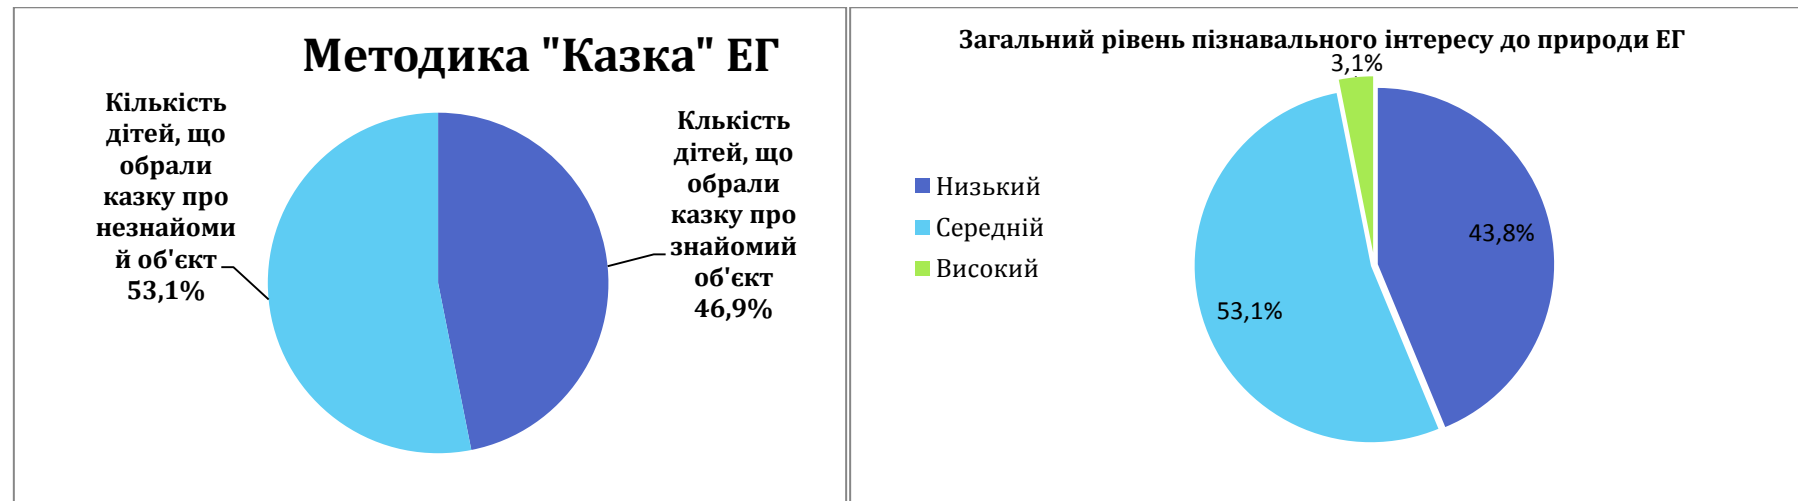 Методика "Казка" ЕГ
Кількість
дітей, що
обрали
казку про
незнайоми
й об'єкт
53,1%
Клькість
дітей, що
обрали
казку про
знайомий
об'єкт
46,9%
Загальний рівень пізнавального інтересу до природи ЕГ
3,1%
Низький
Середній
Високий
43,8%
53,1%